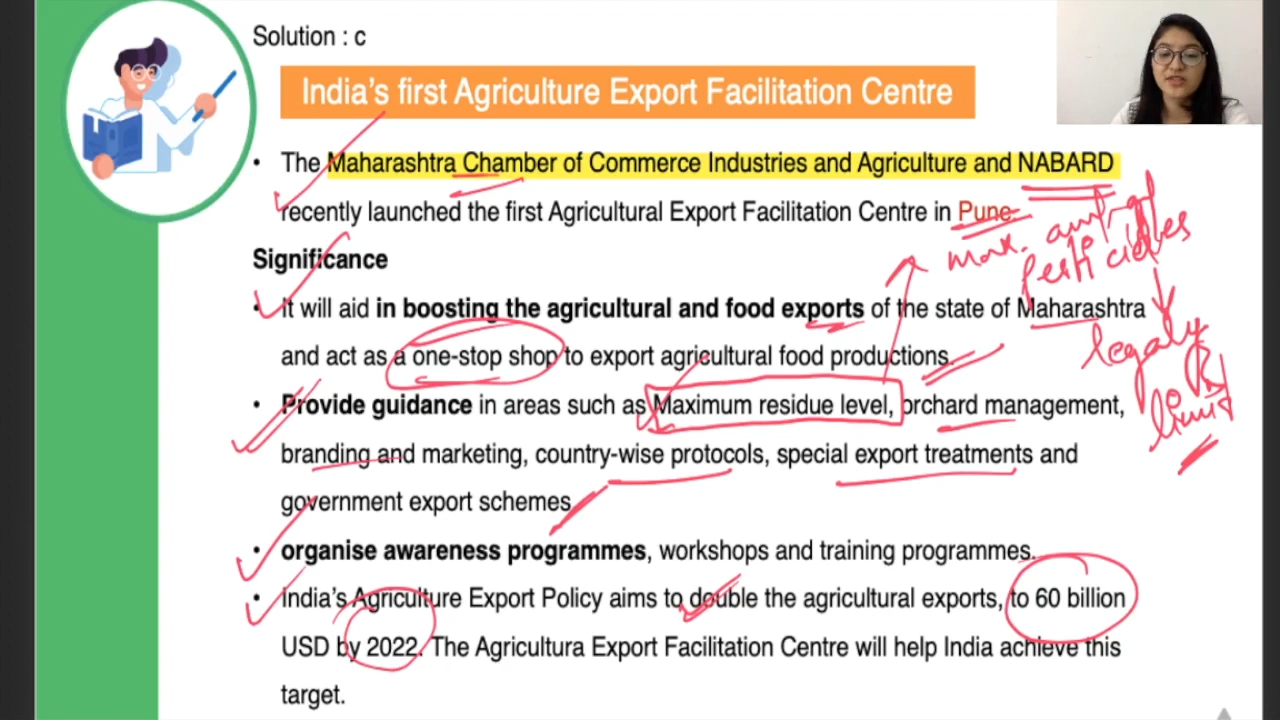 Solution : c
India's first Agriculture Export Facilitation Centre
• The Maharashtra Chamber of Commerce Industries and Agriculture and NABARD
recently launched the first Agricultural Export Facilitation Centre in Pune.
Significance
• It will aid in boosting the agricultural and food exports of the state of Maharashtra
and act as a one-stop shop to export agricultural food productions.
• Provide guidance in areas such as Maximum residue level, orchard management,
branding and marketing, country-wise protocols, special export treatments and
government export schemes
• organise awareness programmes, workshops and training programmes.
• India's Agriculture Export Policy aims to double the agricultural exports, to 60 billion
USD by 2022. The Agricultura Export Facilitation Centre will help India achieve this
target.
max. amt of
pesticides
legaly
limit